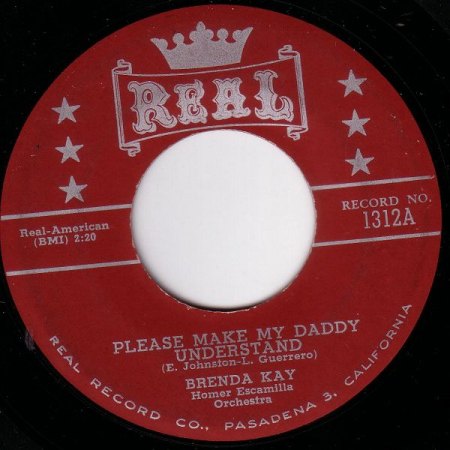 REAL
Real-American
(BMI) 2:20
RECORD NO.
1312A
PLEASE MAKE MY DADDY
UNDERSTAND
(E. Johnston-L. Guerrero)
BRENDA KAY
Homer Escamilla
Orchestra
REAL RECORD CO., PASADENA 3, CALIFORNIA